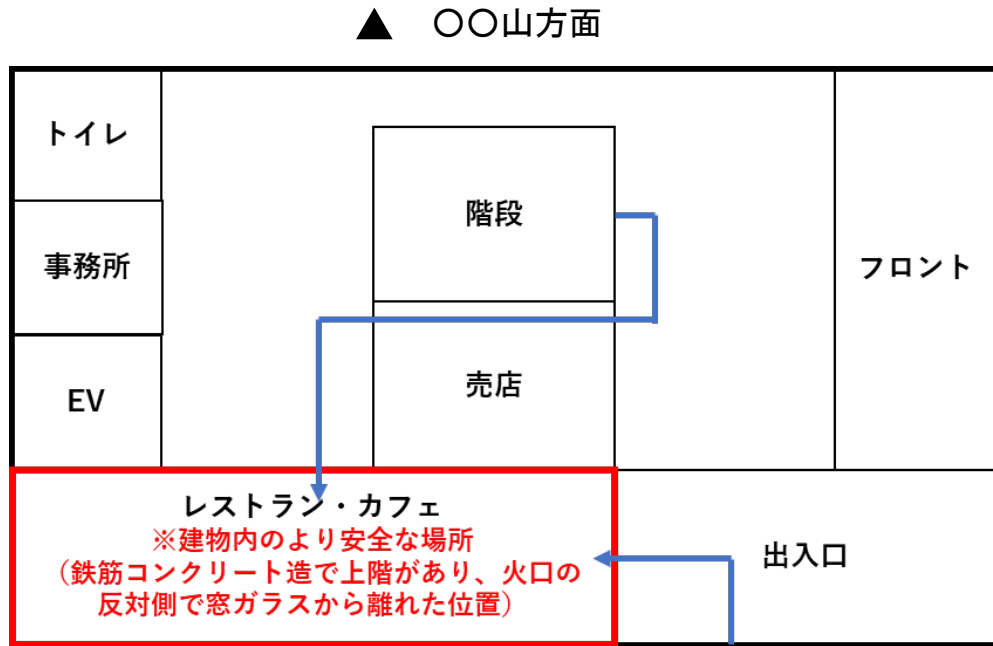 ▲ 〇〇山方面
トイレ
階段
事務所
フロント
売店
EV
レストラン・カフェ
※建物内のより安全な場所
（鉄筋コンクリート造で上階があり、火口の
反対側で窓ガラスから離れた位置）
出入口